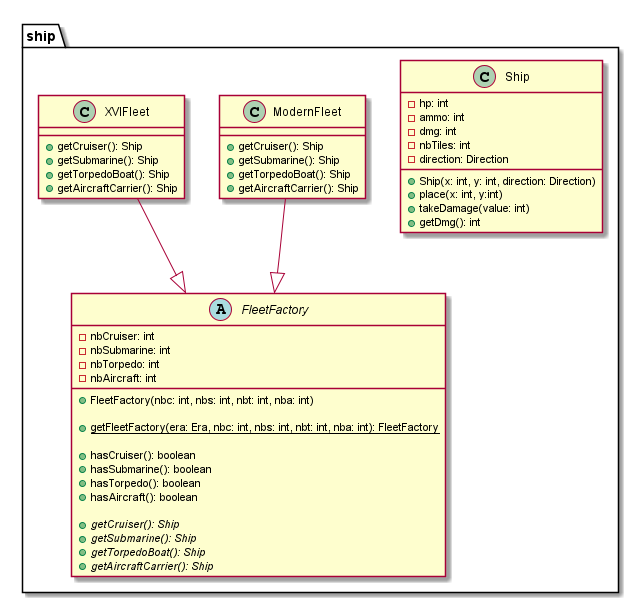 ship
C XVIFleet
getCruiser(): Ship
getSubmarine(): Ship
getTorpedoBoat(): Ship
getAircraftCarrier(): Ship
C ModernFleet
getCruiser(): Ship
getSubmarine(): Ship
getTorpedoBoat(): Ship
getAircraftCarrier(): Ship
C Ship
hp: int
ammo: int
dmg: int
nbTiles: int
direction: Direction
Ship(x: int, y: int, direction: Direction)
place(x: int, y:int)
takeDamage(value: int)
getDmg(): int
A FleetFactory
nbCruiser: int
nbSubmarine: int
nbTorpedo: int
nbAircraft: int
FleetFactory(nbc: int, nbs: int, nbt: int, nba: int)
getFleetFactory(era: Era, nbc: int, nbs: int, nbt: int, nba: int): FleetFactory
hasCruiser(): boolean
hasSubmarine(): boolean
hasTorpedo(): boolean
hasAircraft(): boolean
getCruiser(): Ship
getSubmarine(): Ship
getTorpedoBoat(): Ship
getAircraftCarrier(): Ship